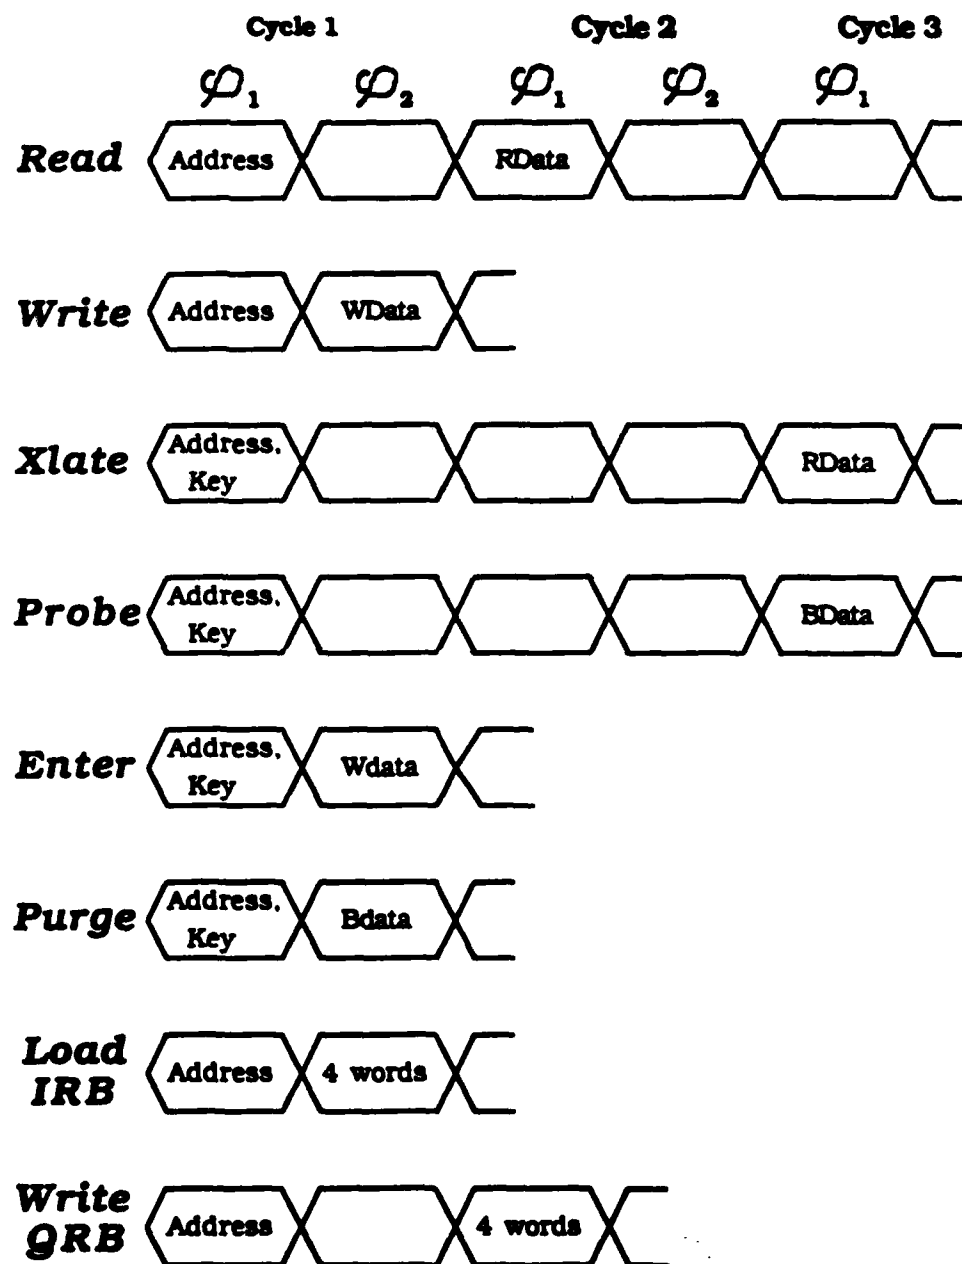 Cycle 1 Cycle 2 Cycle 3
φ₁ φ₂ φ₁ φ₂ φ₁
Read Address RData
Write Address WData
Xlate Address, Key RData
Probe Address, Key BData
Enter Address, Key Wdata
Purge Address, Key Bdata
Load
IRB Address 4 words
Write
QRB Address 4 words